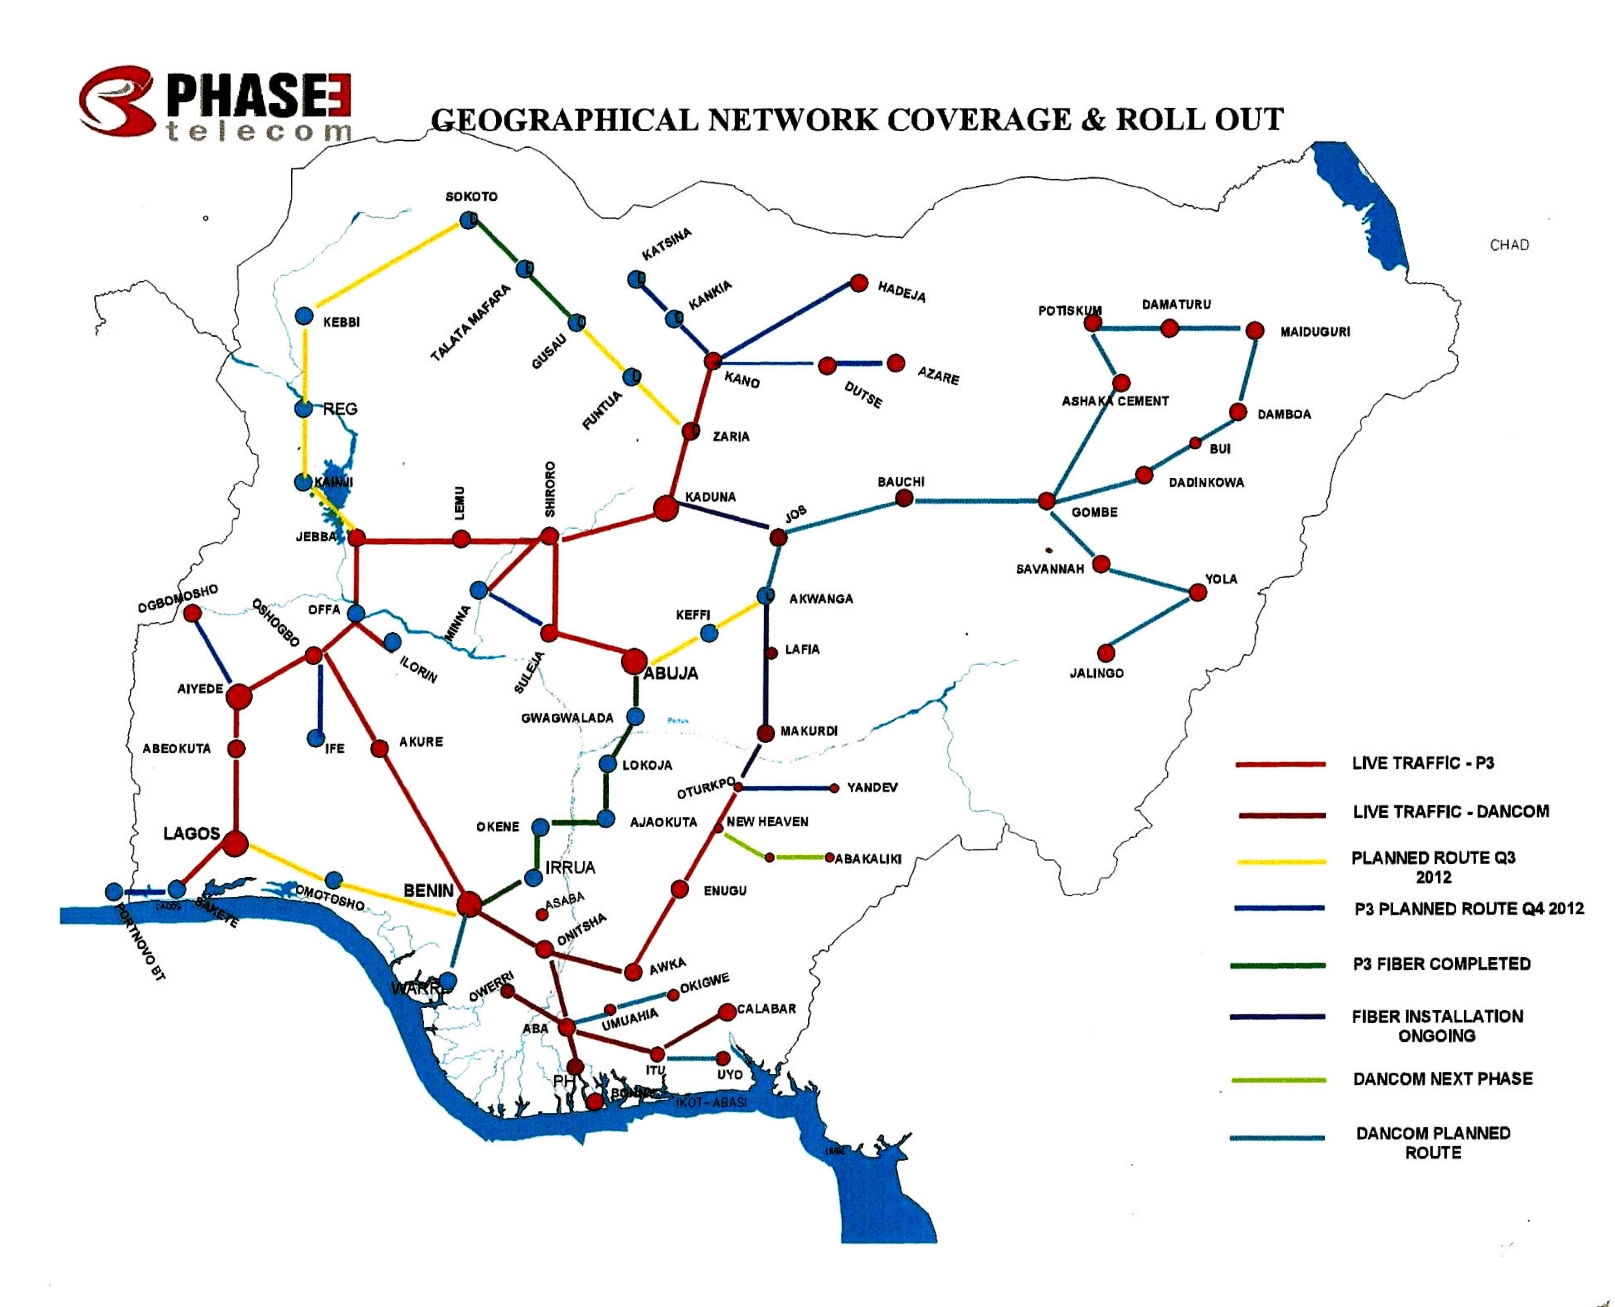 PHASE3
telecom
GEOGRAPHICAL NETWORK COVERAGE & ROLL OUT
SOKOTO
KATSINA
CHAD
KANKIA
HADEJA
TALATA MAFARA
KEBBI
POTISKUM
DAMATURU
MAIDUGURI
GUSAU
KANO
DUTSE
AZARE
FUNTUA
ASHAKA CEMENT
REG
DAMBOA
ZARIA
BUI
KAINJI
LEMU
SHIRORO
KADUNA
BAUCHI
DADINKOWA
JEBBA
JOS
GOMBE
SAVANNAH
YOLA
OGBOMOSHO
OSHOGBO
OFFA
MINNA
KEFFI
AKWANGA
ILORIN
SULEJA
LAFIA
ABUJA
JALINGO
AIYEDE
GWAGWALADA
ABEOKUTA
IFE
AKURE
MAKURDI
LOKOJA
LIVE TRAFFIC - P3
OTURKPO
YANDEV
LAGOS
OKENE
AJAOKUTA
NEW HEAVEN
LIVE TRAFFIC - DANCOM
ABAKALIKI
PLANNED ROUTE Q3
2012
IRRUA
OMOTOSHO
BENIN
ENUGU
ASABA
LAGOS
SAKETE
P3 PLANNED ROUTE Q4 2012
PORTNOVO BT
ONITSHA
AWKA
P3 FIBER COMPLETED
WARRI
OWERRI
OKIGWE
CALABAR
UMUAHIA
ABA
FIBER INSTALLATION
ONGOING
ITU
UYO
PH
DANCOM NEXT PHASE
IKOT-ABASI
DANCOM PLANNED
ROUTE